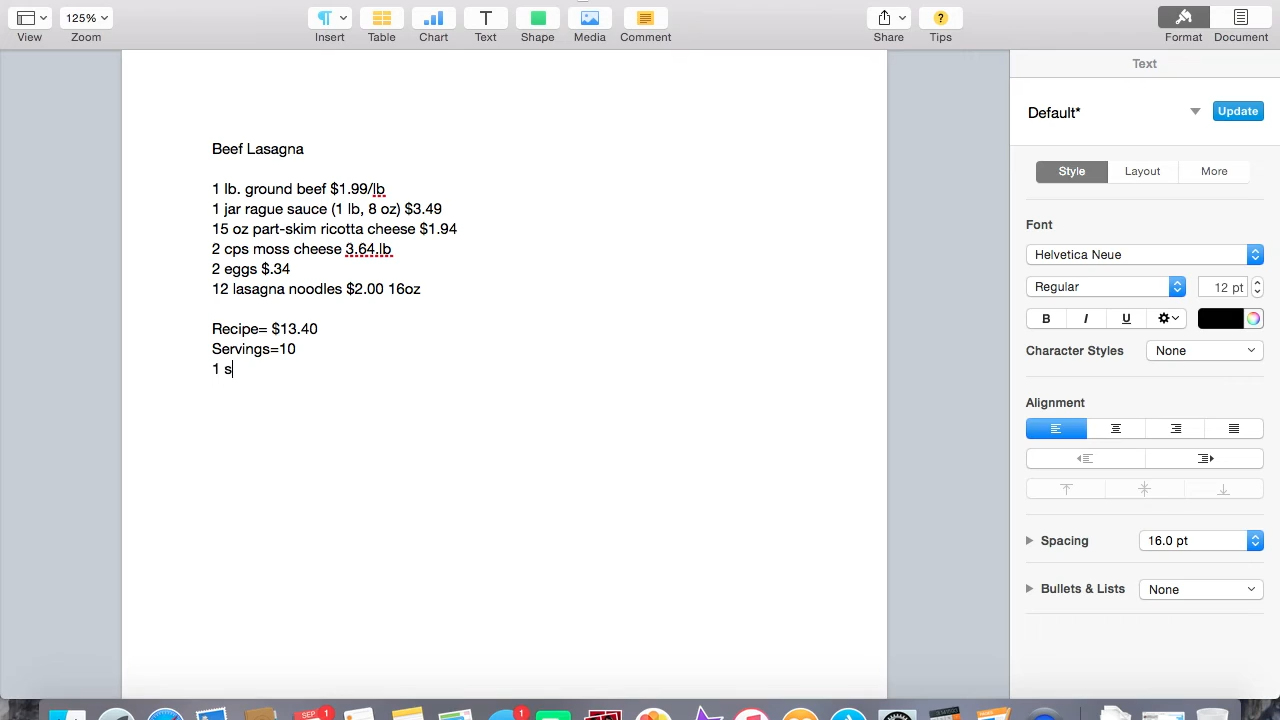 125%
View
Zoom
Insert
Table
Chart
Text
Shape
Media
Comment
Share
Tips
Format
Document
Text
Default*
Update
Style
Layout
More
Font
Helvetica Neue
Regular
12 pt
B I U
Character Styles
None
Alignment
Spacing
16.0 pt
Bullets & Lists
None
Beef Lasagna
1 lb. ground beef $1.99/lb
1 jar rague sauce (1 lb, 8 oz) $3.49
15 oz part-skim ricotta cheese $1.94
2 cps moss cheese 3.64.lb
2 eggs $.34
12 lasagna noodles $2.00 16oz
Recipe= $13.40
Servings=10
1 s
SEP
1
1